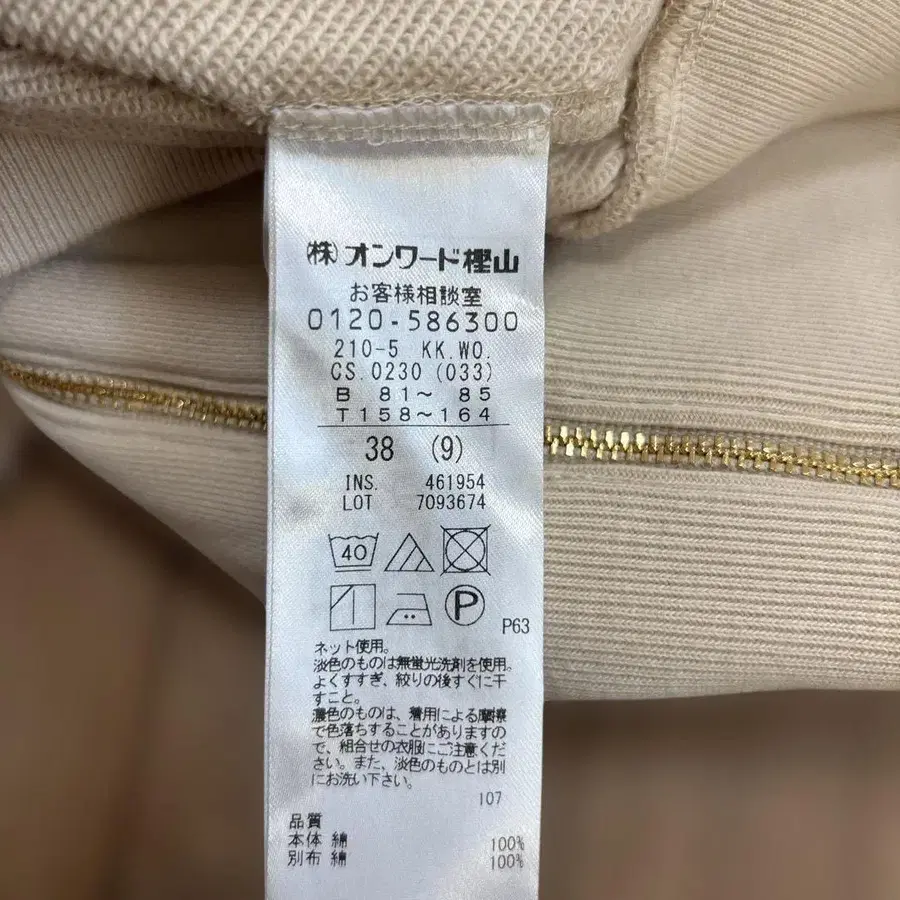 (株)オンワード樫山
お客様相談室
0120-586300
210-5 KK.WO.
CS.0230 (033)
B 81～ 85
T158～164
38 (9)
INS. 461954
LOT 7093674
40
P
P63
ネット使用。
淡色のものは無蛍光洗剤を使用。
よくすすぎ、絞りの後すぐに干
すこと。
濃色のものは、着用による摩擦
で色落ちすることがありますの
で、組合せの衣服にご注意くだ
さい。また、淡色のものとは別
にお洗い下さい。
107
品質
本体 綿 100%
別布 綿 100%